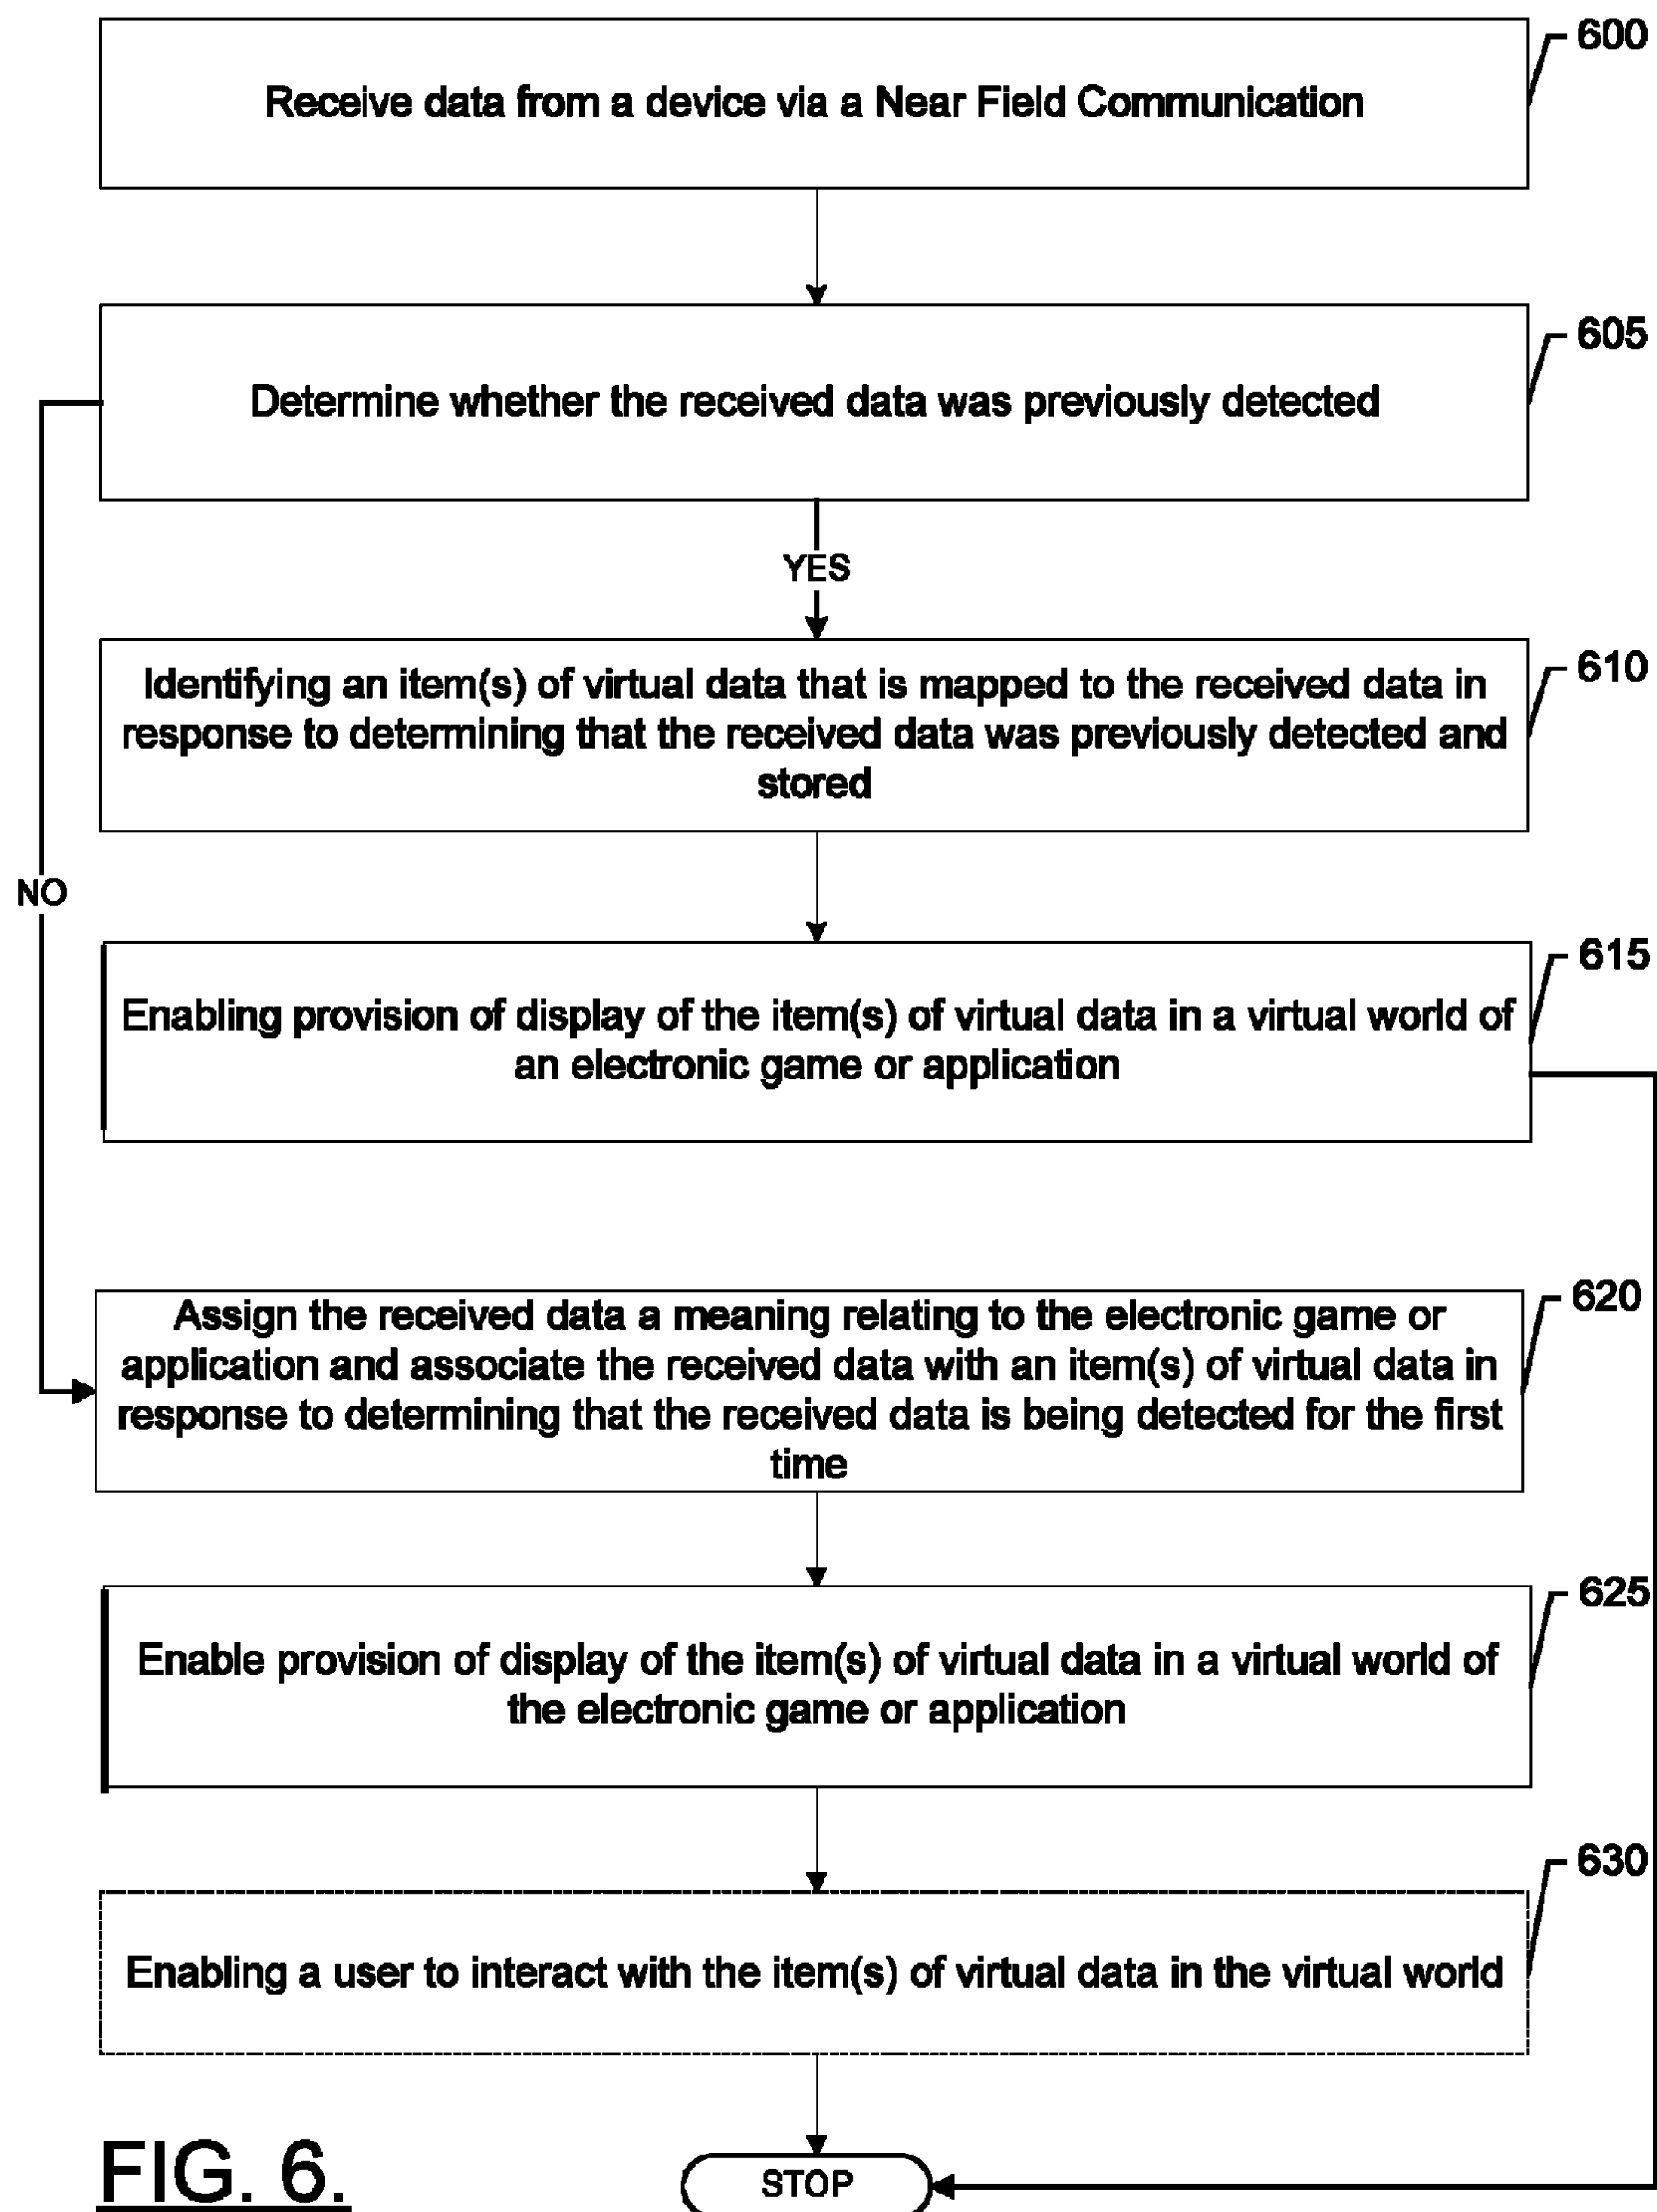 600
Receive data from a device via a Near Field Communication
605
Determine whether the received data was previously detected
YES
610
Identifying an item(s) of virtual data that is mapped to the received data in
response to determining that the received data was previously detected and
stored
NO
615
Enabling provision of display of the item(s) of virtual data in a virtual world of
an electronic game or application
620
Assign the received data a meaning relating to the electronic game or
application and associate the received data with an item(s) of virtual data in
response to determining that the received data is being detected for the first
time
625
Enable provision of display of the item(s) of virtual data in a virtual world of
the electronic game or application
630
Enabling a user to interact with the item(s) of virtual data in the virtual world
FIG. 6.
STOP